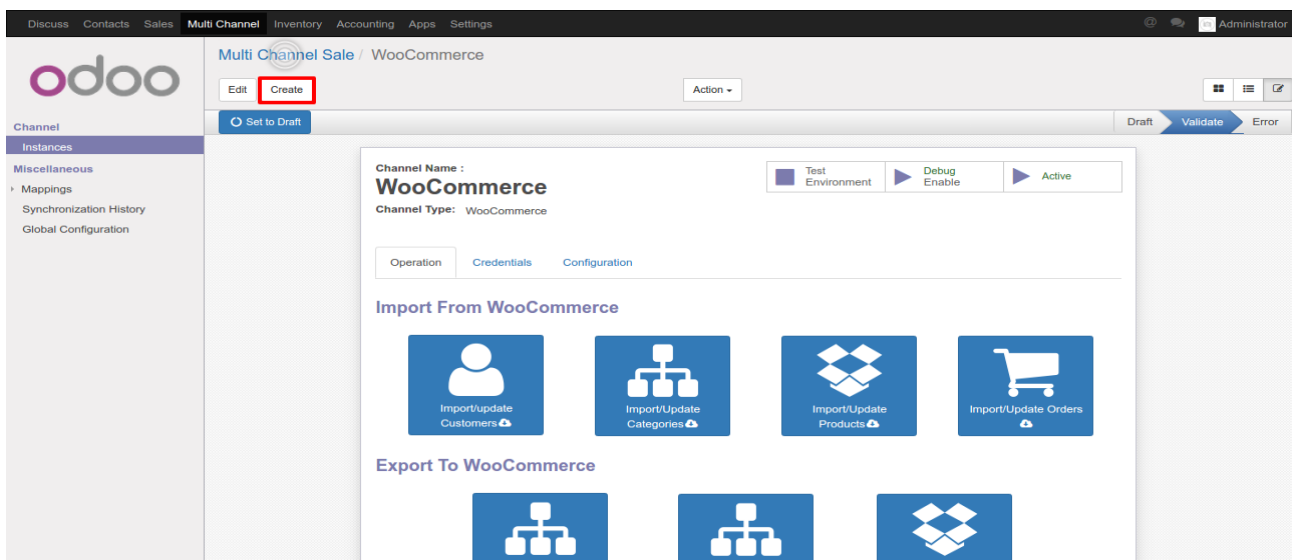 Discuss Contacts Sales Multi Channel Inventory Accounting Apps Settings @ Administrator
odoo
Multi Channel Sale / WooCommerce
Edit Create Action
Set to Draft Draft Validate Error
Channel
Instances
Miscellaneous
Mappings
Synchronization History
Global Configuration
Channel Name :
WooCommerce
Channel Type: WooCommerce
Test
Environment
Debug
Enable
Active
Operation Credentials Configuration
Import From WooCommerce
Import/update
Customers
Import/Update
Categories
Import/Update
Products
Import/Update Orders
Export To WooCommerce